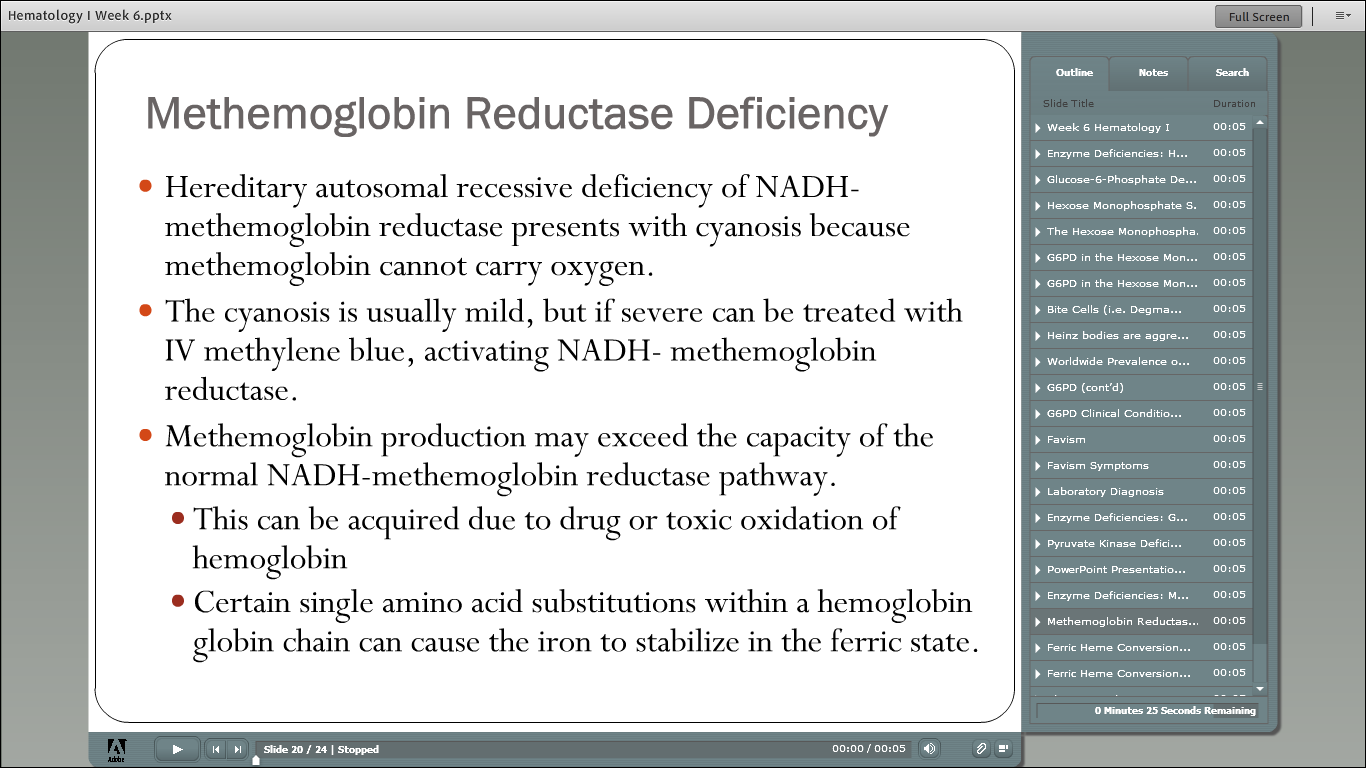 Hematology I Week 6.pptx
Full Screen
Methemoglobin Reductase Deficiency
Hereditary autosomal recessive deficiency of NADH-
methemoglobin reductase presents with cyanosis because
methemoglobin cannot carry oxygen.
The cyanosis is usually mild, but if severe can be treated with
IV methylene blue, activating NADH- methemoglobin
reductase.
Methemoglobin production may exceed the capacity of the
normal NADH-methemoglobin reductase pathway.
This can be acquired due to drug or toxic oxidation of
hemoglobin
Certain single amino acid substitutions within a hemoglobin
globin chain can cause the iron to stabilize in the ferric state.
Outline Notes Search
Slide Title Duration
Week 6 Hematology I 00:05
Enzyme Deficiencies: H... 00:05
Glucose-6-Phosphate De... 00:05
Hexose Monophosphate S. 00:05
The Hexose Monophospha. 00:05
G6PD in the Hexose Mon... 00:05
G6PD in the Hexose Mon... 00:05
Bite Cells (i.e. Degma... 00:05
Heinz bodies are aggre... 00:05
Worldwide Prevalence o... 00:05
G6PD (cont'd) 00:05
G6PD Clinical Conditio... 00:05
Favism 00:05
Favism Symptoms 00:05
Laboratory Diagnosis 00:05
Enzyme Deficiencies: G... 00:05
Pyruvate Kinase Defici... 00:05
PowerPoint Presentatio... 00:05
Enzyme Deficiencies: M... 00:05
Methemoglobin Reductas... 00:05
Ferric Heme Conversion... 00:05
Ferric Heme Conversion... 00:05
0 Minutes 25 Seconds Remaining
Adobe
Slide 20 / 24 | Stopped 00:00 / 00:05